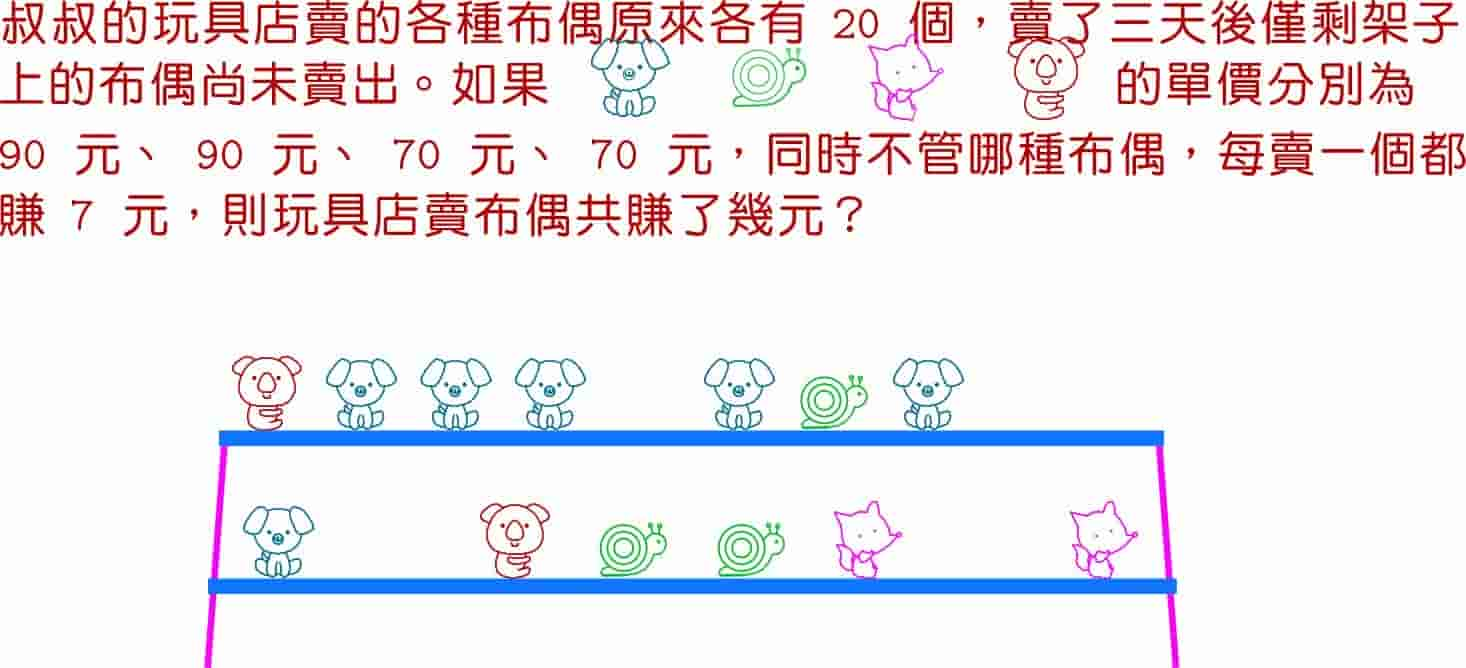 叔叔的玩具店賣的各種布偶原來各有 20 個，賣了三天後僅剩架子
上的布偶尚未賣出。如果 的單價分別為
90 元、 90 元、 70 元、 70 元，同時不管哪種布偶，每賣一個都
賺 7 元，則玩具店賣布偶共賺了幾元？